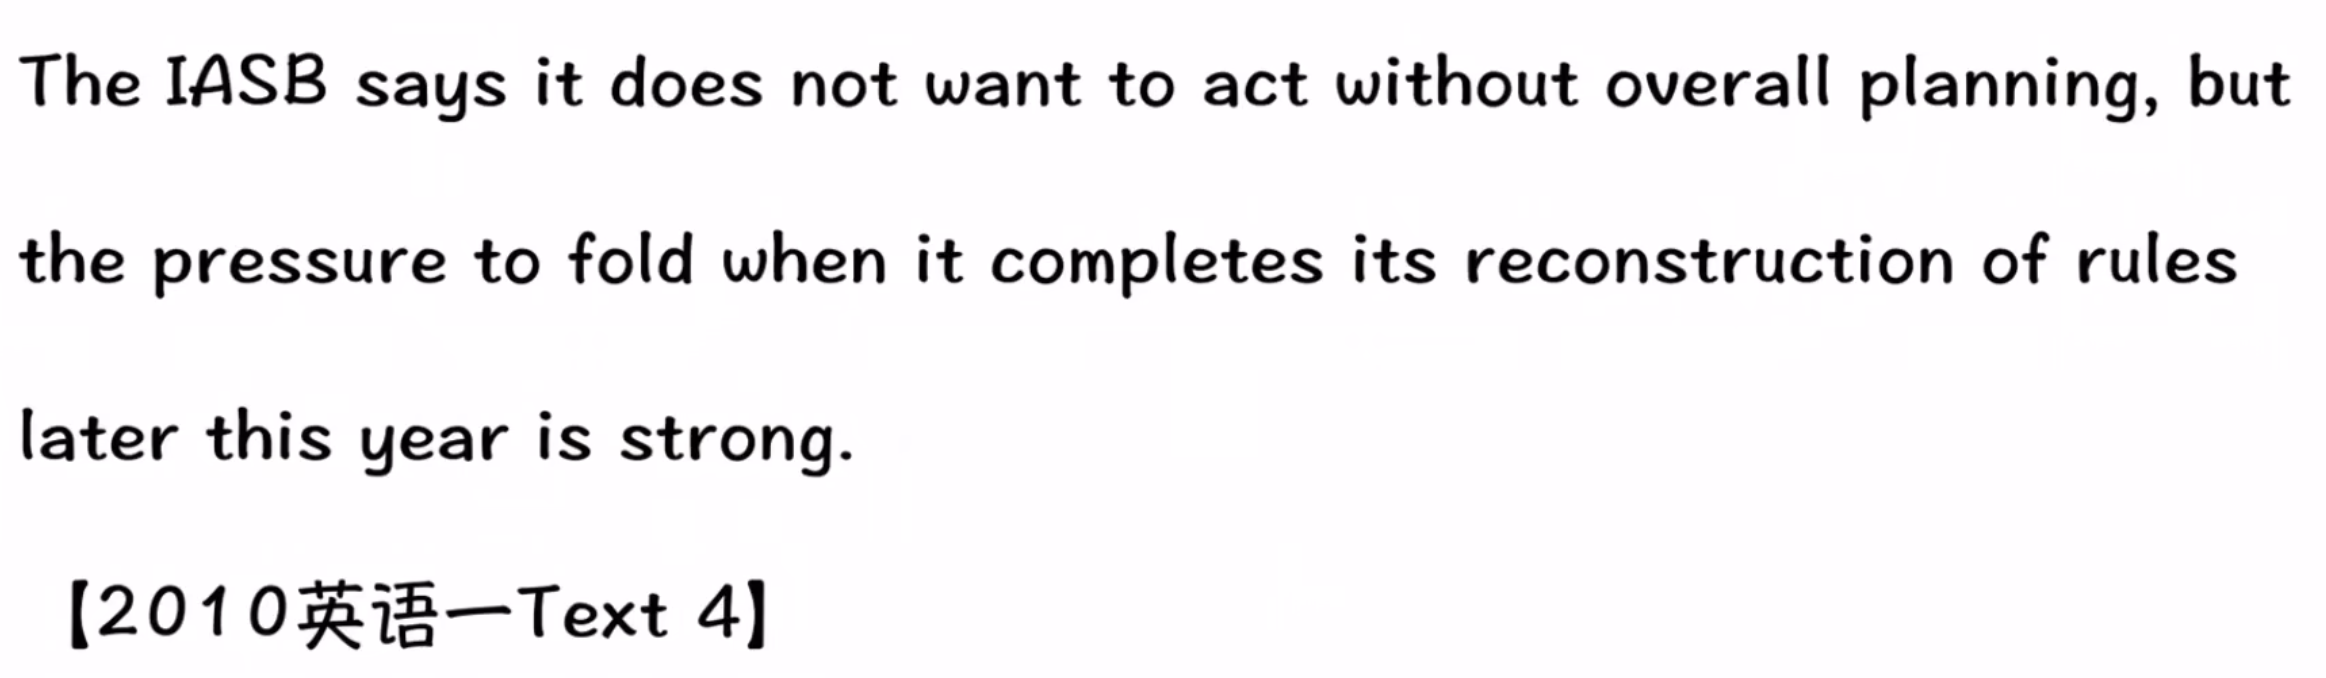 The IASB says it does not want to act without overall planning, but
the pressure to fold when it completes its reconstruction of rules
later this year is strong.
【2010英语一Text 4】